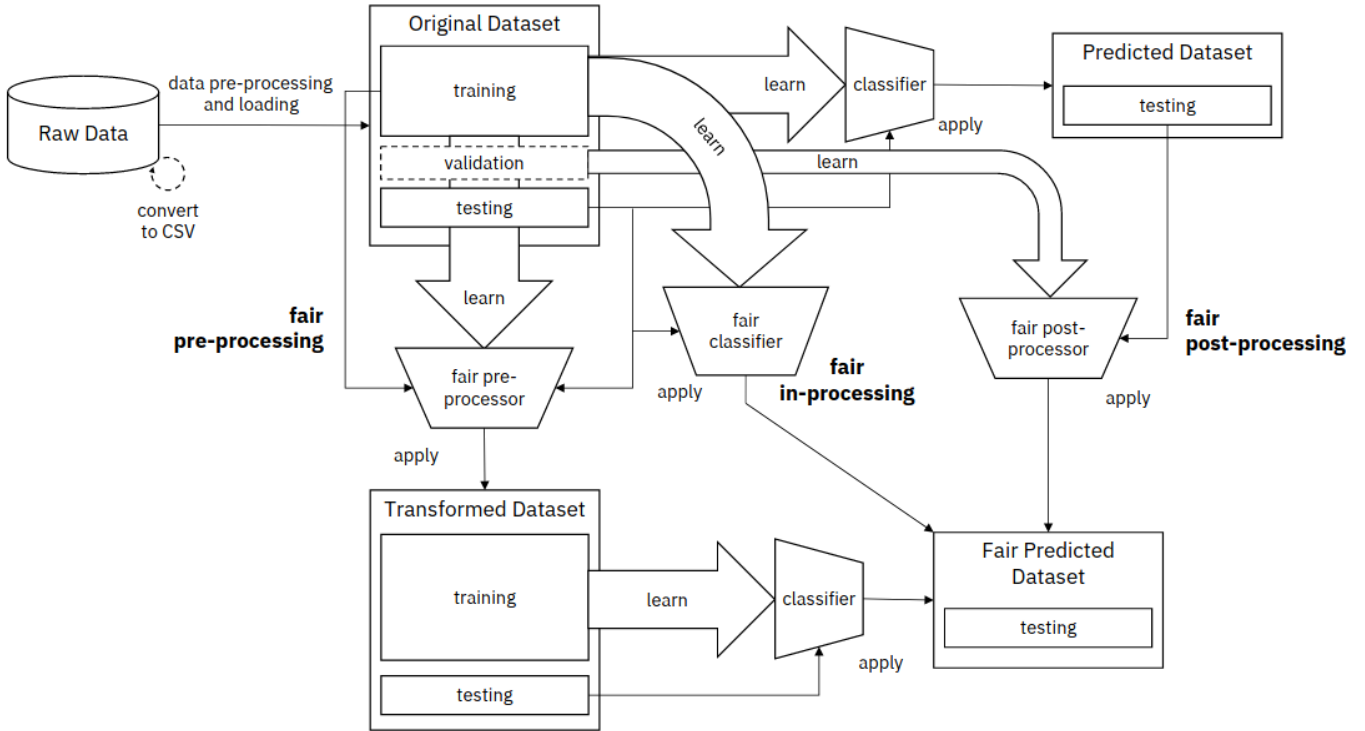 Original Dataset
training
validation
testing
data pre-processing
and loading
Raw Data
convert
to CSV
learn
classifier
apply
Predicted Dataset
testing
learn
learn
learn
fair
pre-processing
fair pre-
processor
apply
fair
classifier
apply
fair
in-processing
fair post-
processor
apply
fair
post-processing
Transformed Dataset
training
testing
learn
classifier
apply
Fair Predicted
Dataset
testing